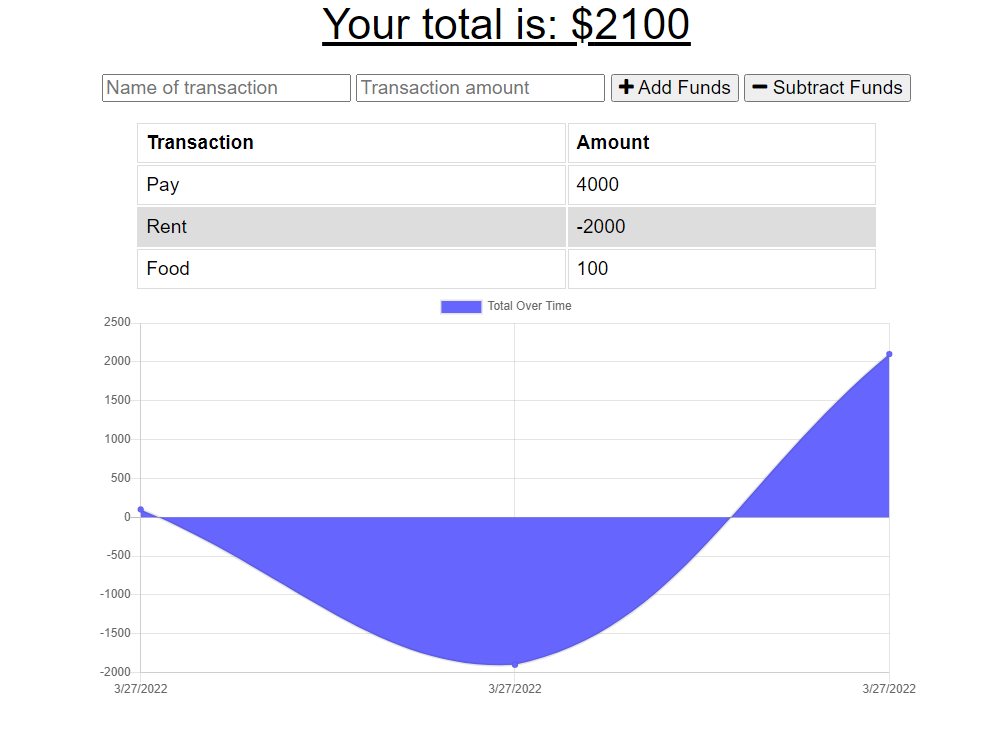 Your total is: $2100
Name of transaction Transaction amount Add Funds Subtract Funds
Transaction Amount
Pay 4000
Rent -2000
Food 100
Total Over Time
2500
2000
1500
1000
500
0
-500
-1000
-1500
-2000
3/27/2022 3/27/2022 3/27/2022